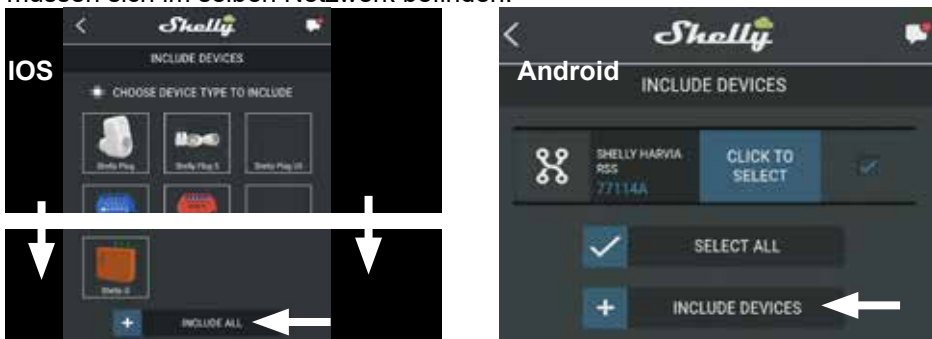 müssen sich im selben Netzwerk befinden.
IOS
Shelly
INCLUDE DEVICES
CHOOSE DEVICE TYPE TO INCLUDE
Shelly Plug
Shelly Plug S
Shelly Plug US
INCLUDE ALL
Android
Shelly
INCLUDE DEVICES
SHELLY HARVIA
RSS
77114A
CLICK TO
SELECT
SELECT ALL
INCLUDE DEVICES